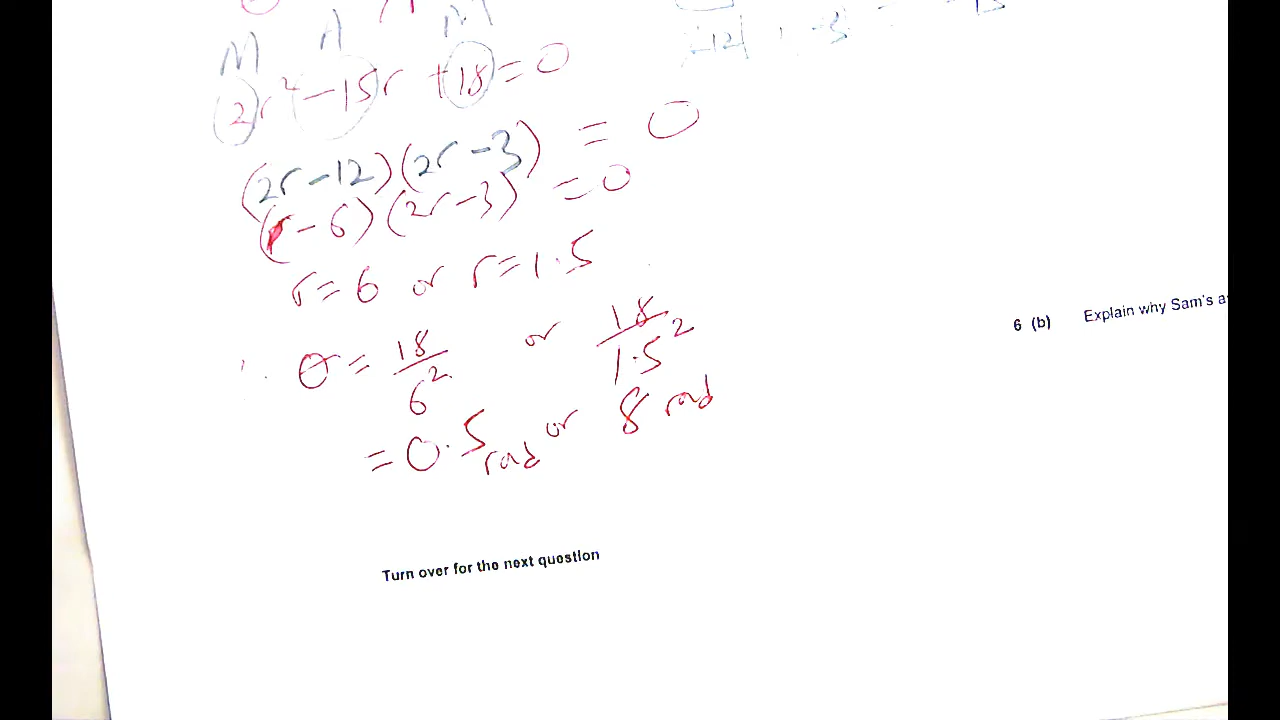 M A M
2r² - 15r + 18 = 0
(2r - 12)(2r - 3) = 0
(r - 6)(2r - 3) = 0
r = 6 or r = 1.5
∴ θ = 18/6² or 18/1.5²
= 0.5 rad or 8 rad
Turn over for the next question
-12 -3
6 (b) Explain why Sam's